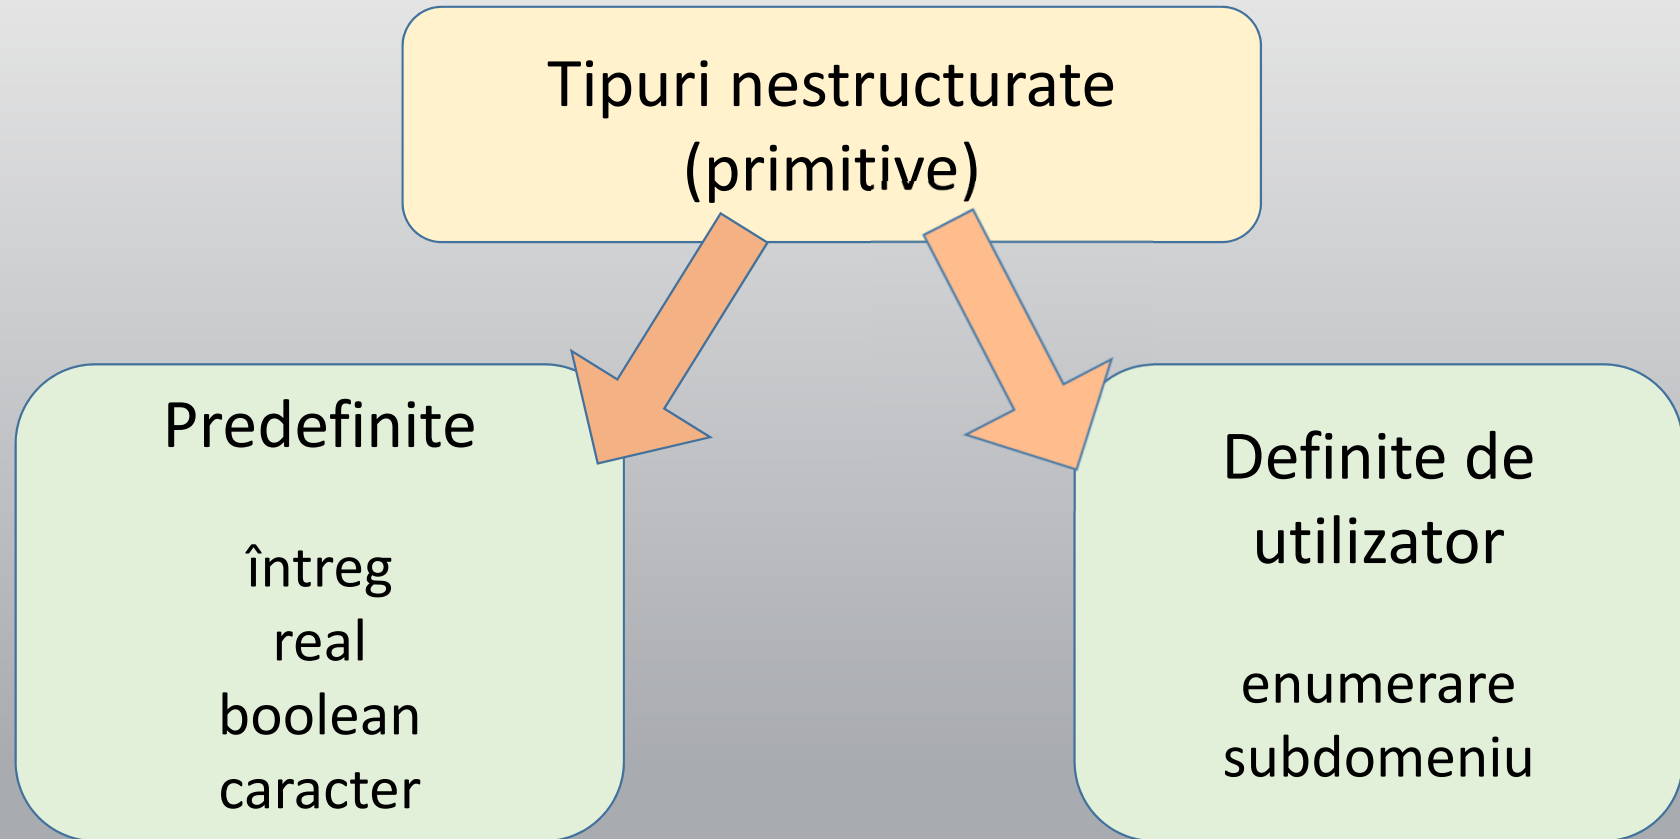 Tipuri nestructurate
(primitive)
Predefinite
întreg
real
boolean
caracter
Definite de
utilizator
enumerare
subdomeniu